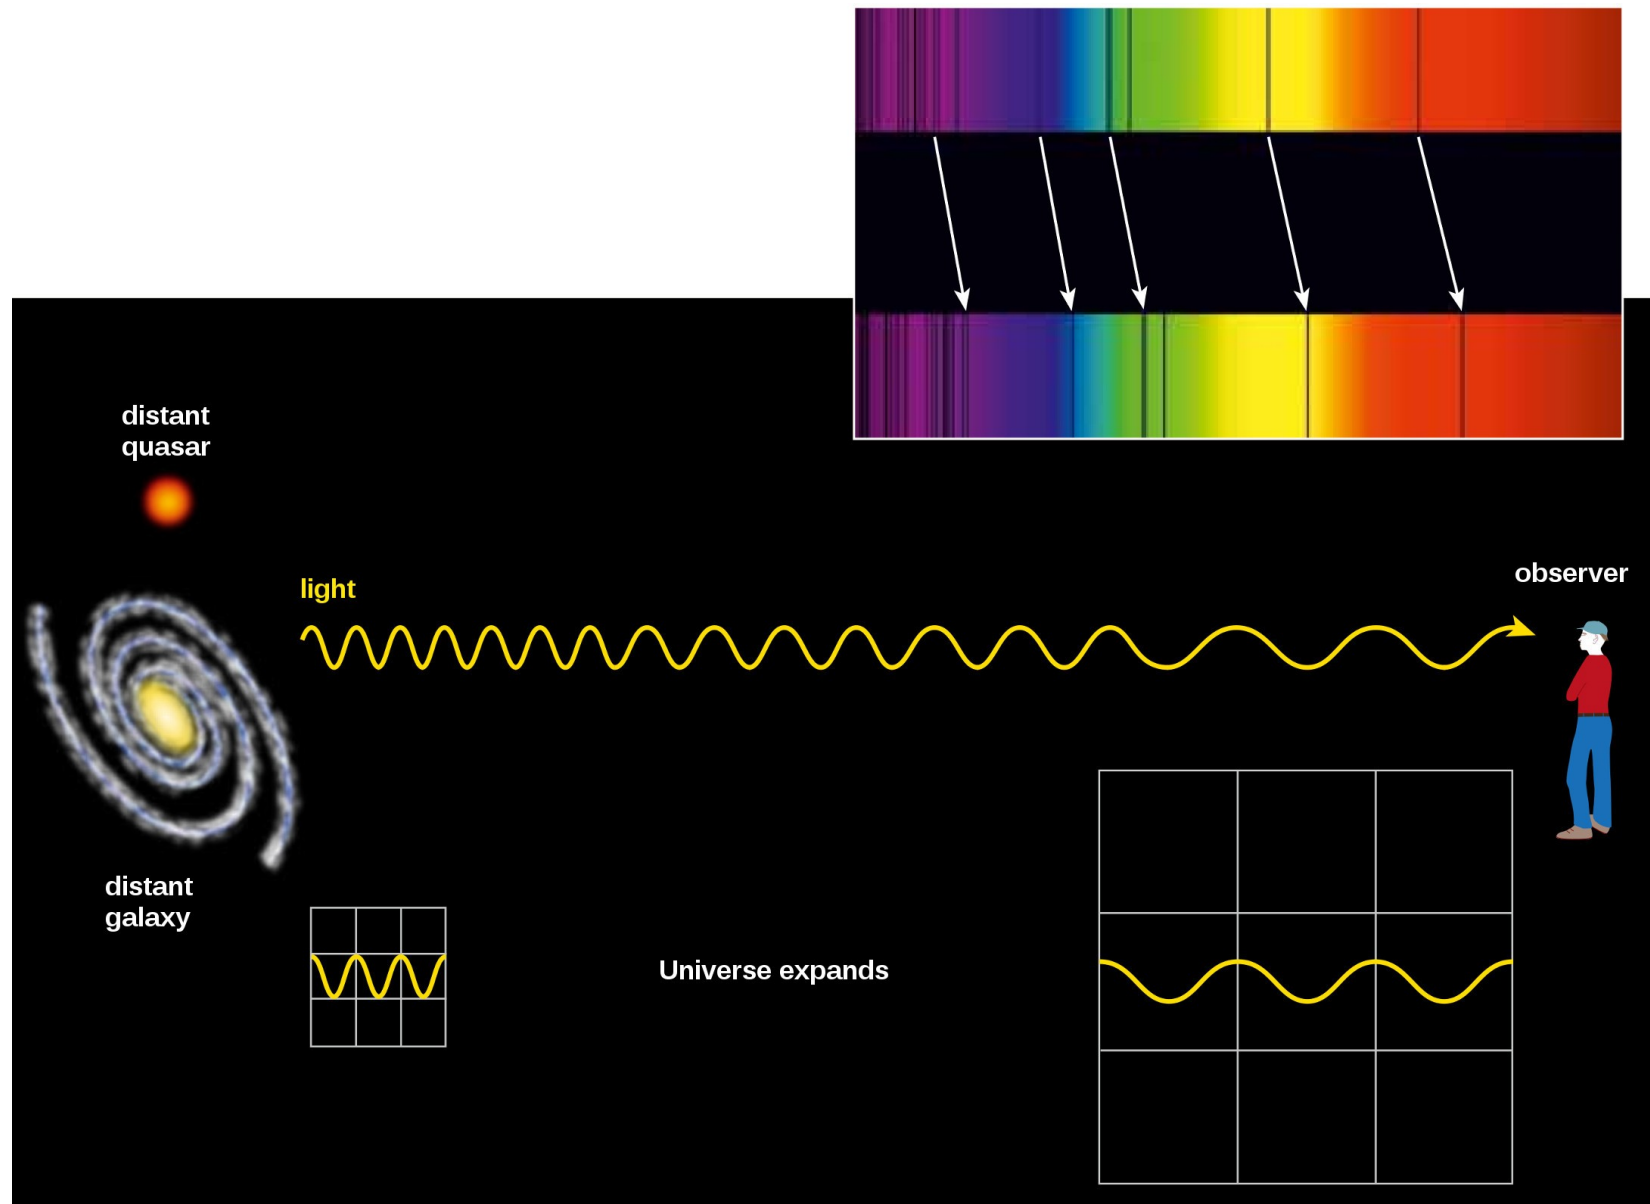 distant
quasar
light
observer
distant
galaxy
Universe expands